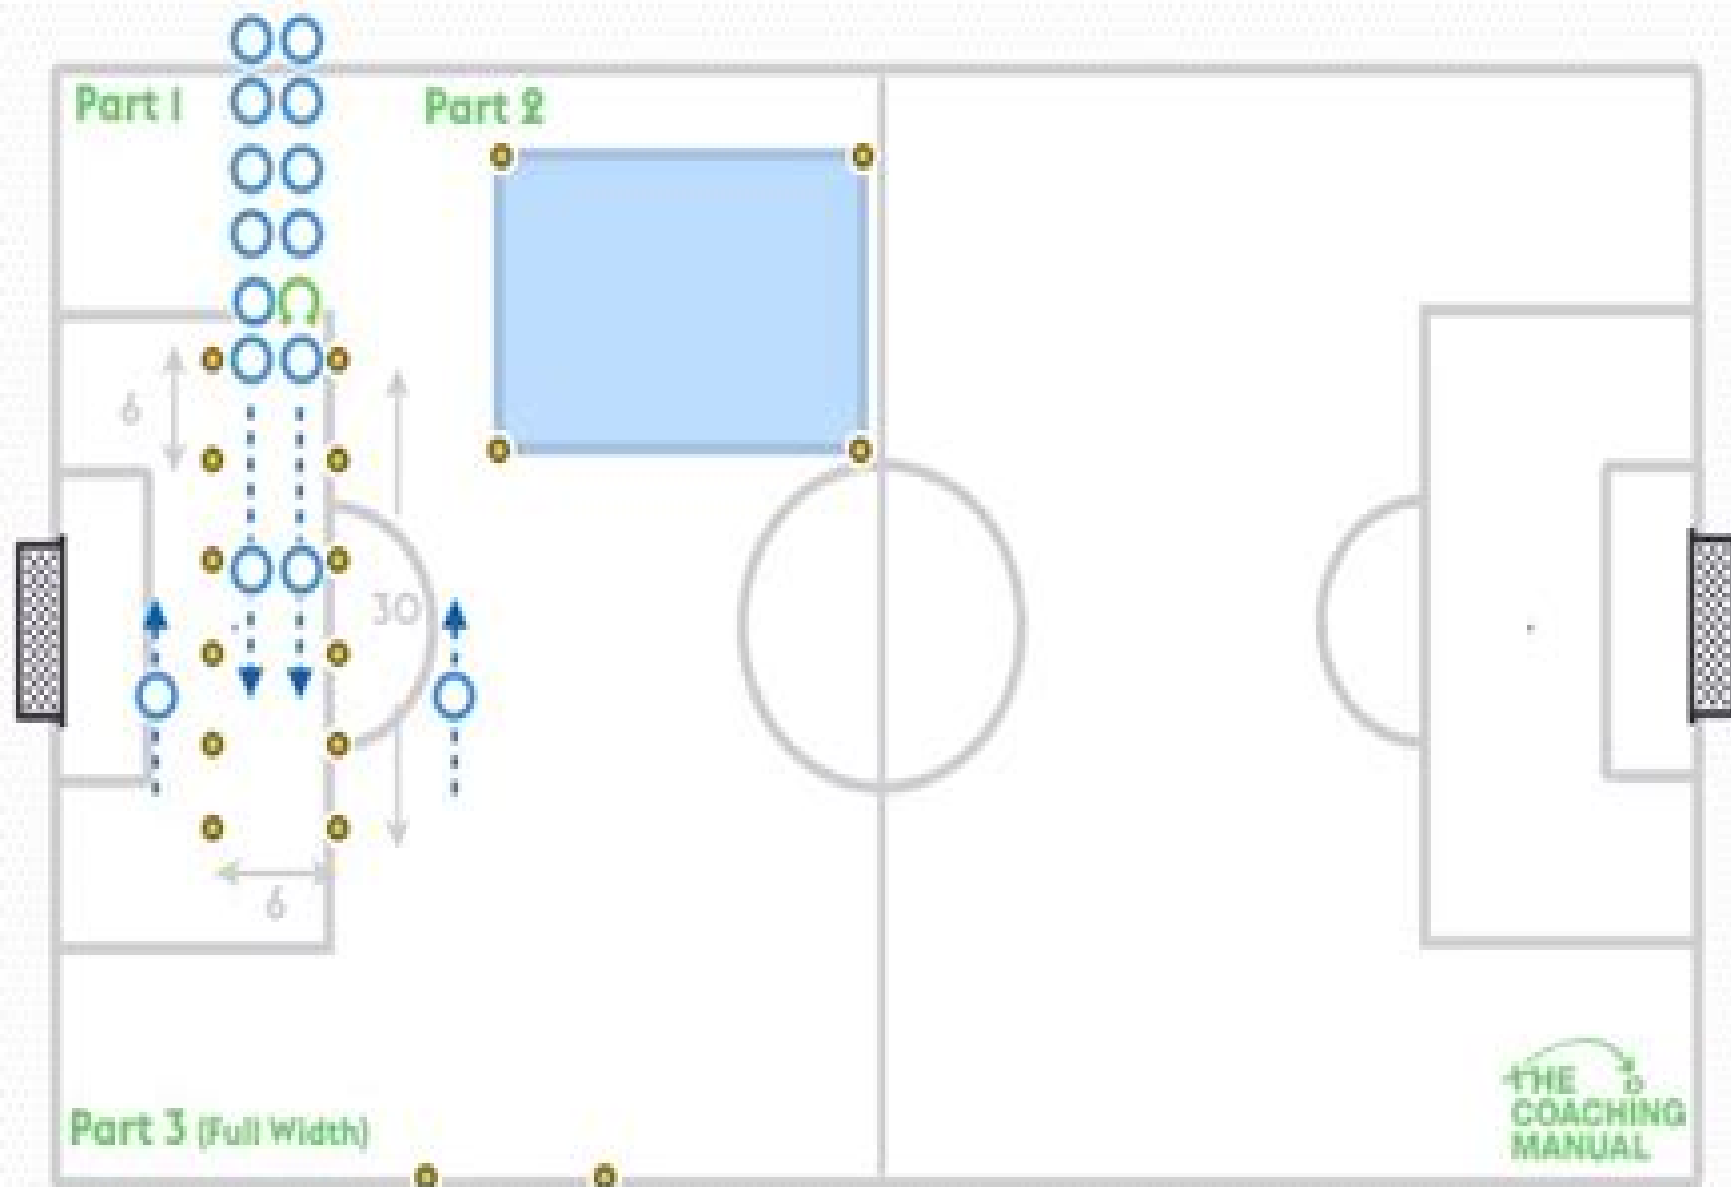 Part 1
Part 2
6
30
6
Part 3 (Full Width)
THE
COACHING
MANUAL